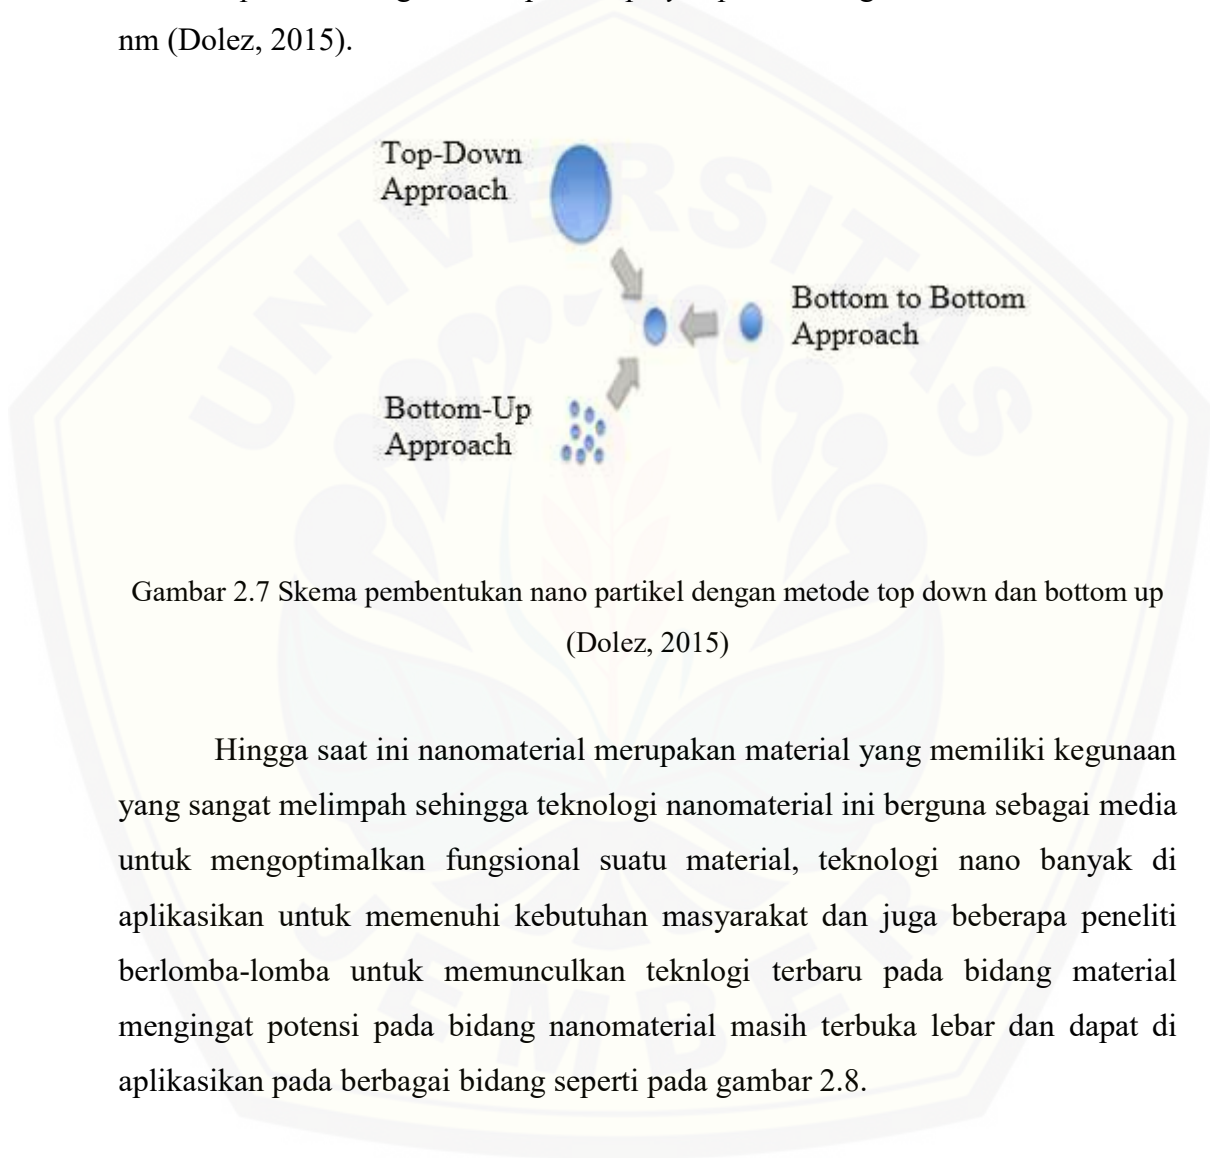 nm (Dolez, 2015).
Top-Down
Approach
Bottom to Bottom
Approach
Bottom-Up
Approach
Gambar 2.7 Skema pembentukan nano partikel dengan metode top down dan bottom up
(Dolez, 2015)
Hingga saat ini nanomaterial merupakan material yang memiliki kegunaan
yang sangat melimpah sehingga teknologi nanomaterial ini berguna sebagai media
untuk mengoptimalkan fungsional suatu material, teknologi nano banyak di
aplikasikan untuk memenuhi kebutuhan masyarakat dan juga beberapa peneliti
berlomba-lomba untuk memunculkan teknlogi terbaru pada bidang material
mengingat potensi pada bidang nanomaterial masih terbuka lebar dan dapat di
aplikasikan pada berbagai bidang seperti pada gambar 2.8.
UNIVERSITAS
JEMBER